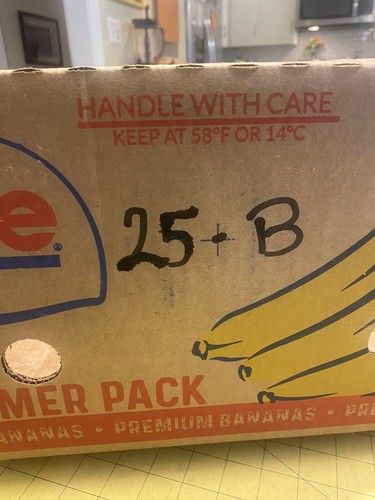 HANDLE WITH CARE
KEEP AT 58°F OR 14°C
e®
25-B
MER PACK
ANANAS • PREMIUM BANANAS • PRE